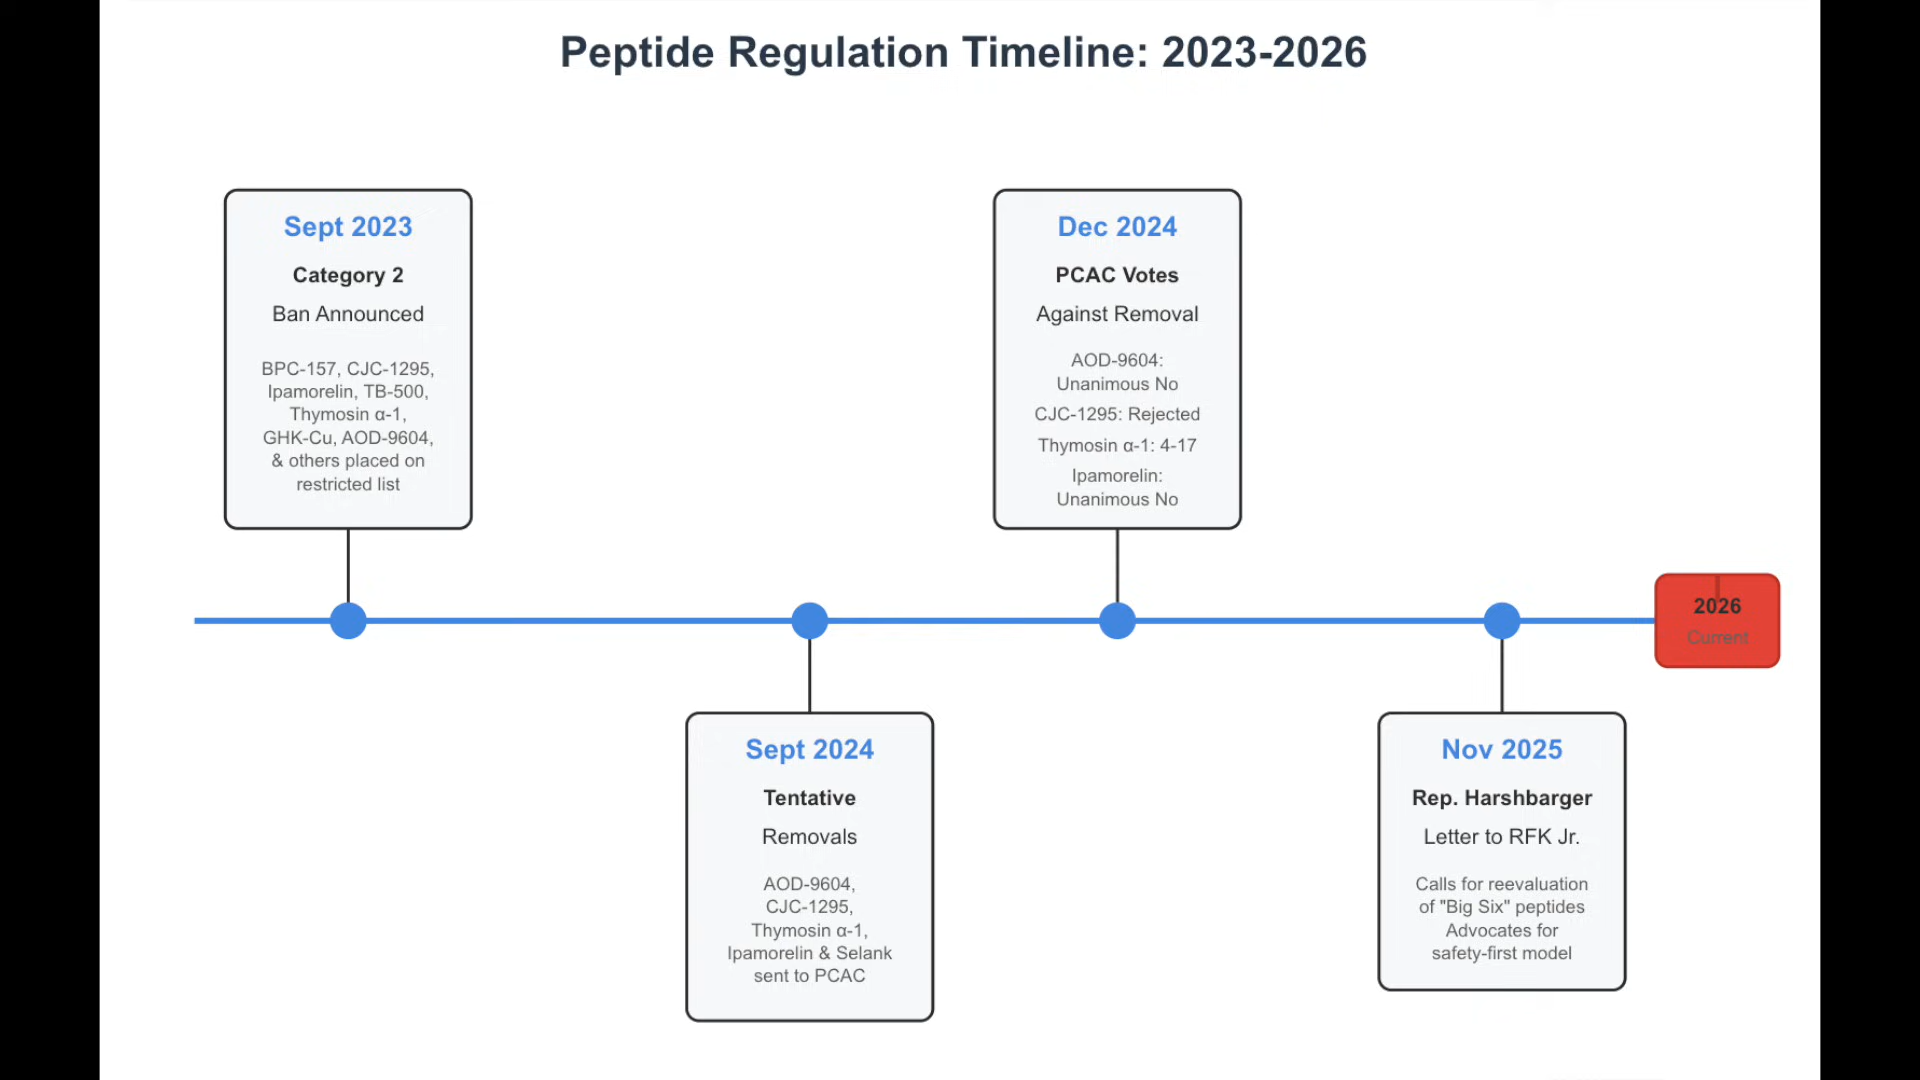 Peptide Regulation Timeline: 2023-2026
Sept 2023
Category 2
Ban Announced
BPC-157, CJC-1295,
Ipamorelin, TB-500,
Thymosin α-1,
GHK-Cu, AOD-9604,
& others placed on
restricted list
Sept 2024
Tentative
Removals
AOD-9604,
CJC-1295,
Thymosin α-1,
Ipamorelin & Selank
sent to PCAC
Dec 2024
PCAC Votes
Against Removal
AOD-9604:
Unanimous No
CJC-1295: Rejected
Thymosin α-1: 4-17
Ipamorelin:
Unanimous No
Nov 2025
Rep. Harshbarger
Letter to RFK Jr.
Calls for reevaluation
of "Big Six" peptides
Advocates for
safety-first model
2026
Current